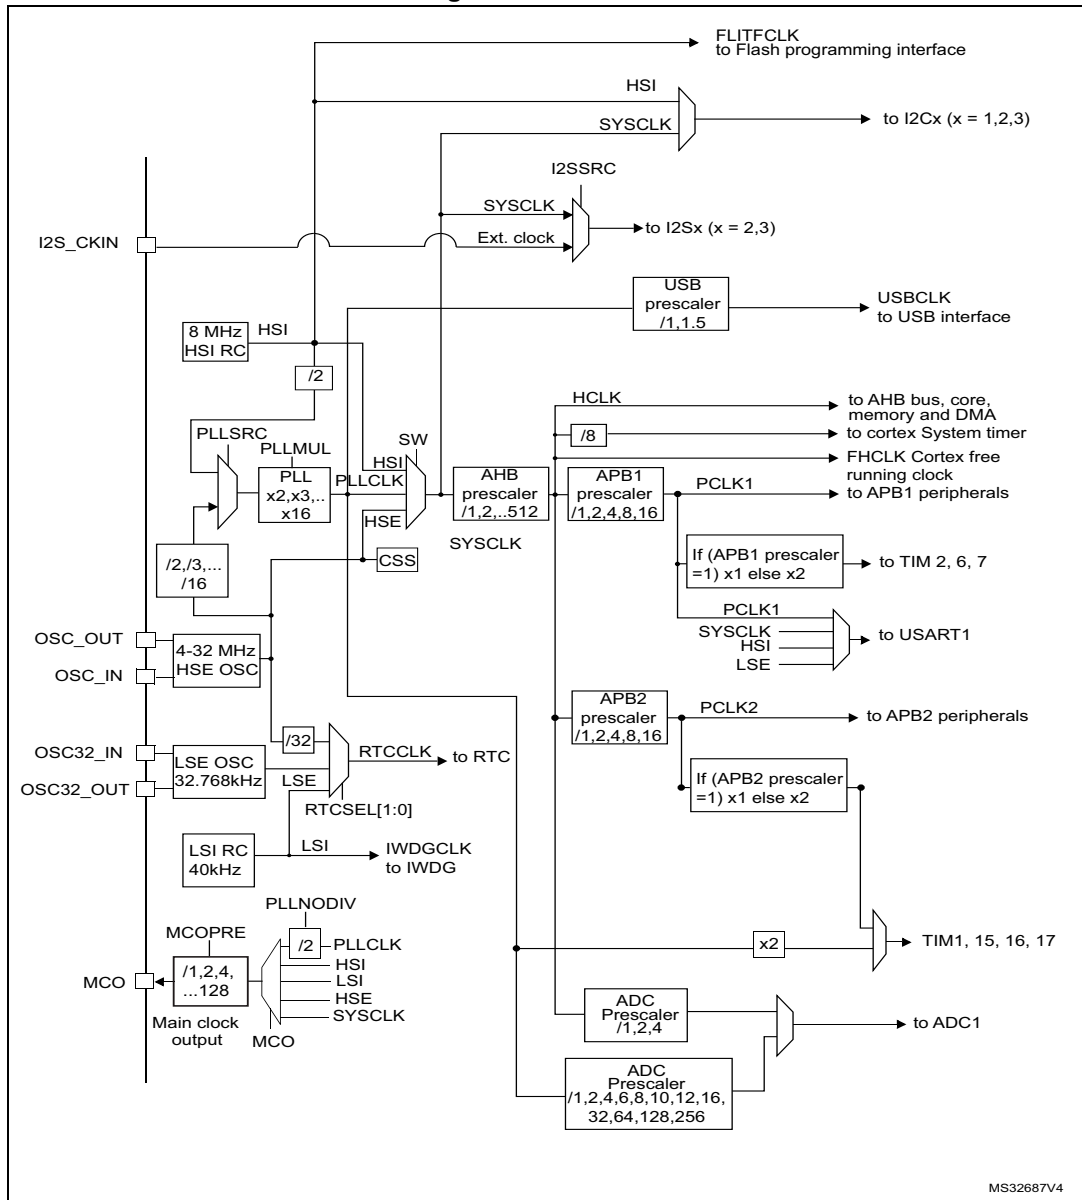 FLITFCLK
to Flash programming interface
HSI
SYSCLK
to I2Cx (x = 1,2,3)
I2SSRC
SYSCLK
to I2Sx (x = 2,3)
I2S_CKIN
Ext. clock
USB
prescaler
/1,1.5
USBCLK
to USB interface
8 MHz
HSI RC
HSI
/2
HCLK
to AHB bus, core,
memory and DMA
/8
to cortex System timer
FHCLK Cortex free
running clock
PLLSRC
PLLMUL
SW
PLL
x2,x3,..
x16
HSI
PLLCLK
HSE
AHB
prescaler
/1,2,..512
SYSCLK
APB1
prescaler
/1,2,4,8,16
PCLK1
to APB1 peripherals
/2,/3,...
/16
CSS
If (APB1 prescaler
=1) x1 else x2
to TIM 2, 6, 7
PCLK1
SYSCLK
HSI
LSE
to USART1
OSC_OUT
OSC_IN
4-32 MHz
HSE OSC
APB2
prescaler
/1,2,4,8,16
PCLK2
to APB2 peripherals
OSC32_IN
OSC32_OUT
LSE OSC
32.768kHz
/32
LSE
RTCCLK
to RTC
RTCSEL[1:0]
If (APB2 prescaler
=1) x1 else x2
LSI RC
40kHz
LSI
IWDGCLK
to IWDG
PLLNODIV
MCOPRE
/2
PLLCLK
HSI
LSI
HSE
SYSCLK
MCO
/1,2,4,
...128
Main clock
output
MCO
x2
TIM1, 15, 16, 17
ADC
Prescaler
/1,2,4
to ADC1
ADC
Prescaler
/1,2,4,6,8,10,12,16,
32,64,128,256
MS32687V4